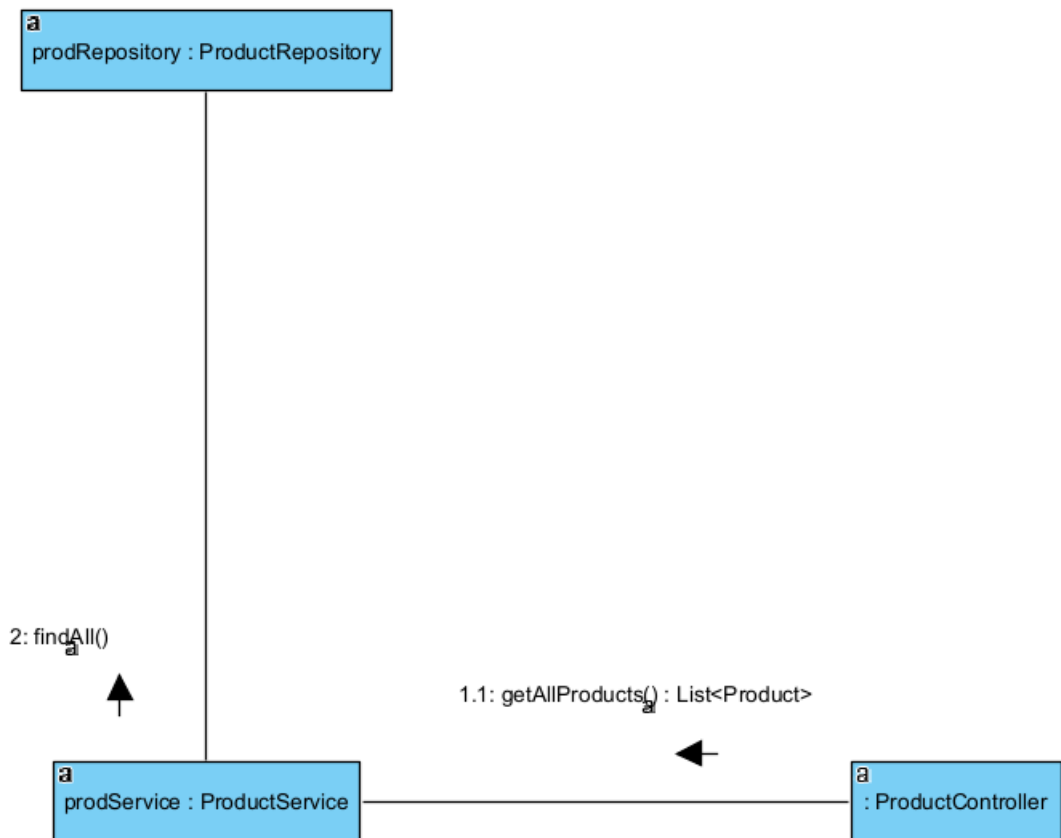 a
prodRepository : ProductRepository
2: findAll()
a
1.1: getAllProducts() : List<Product>
a
a
prodService : ProductService
a
: ProductController